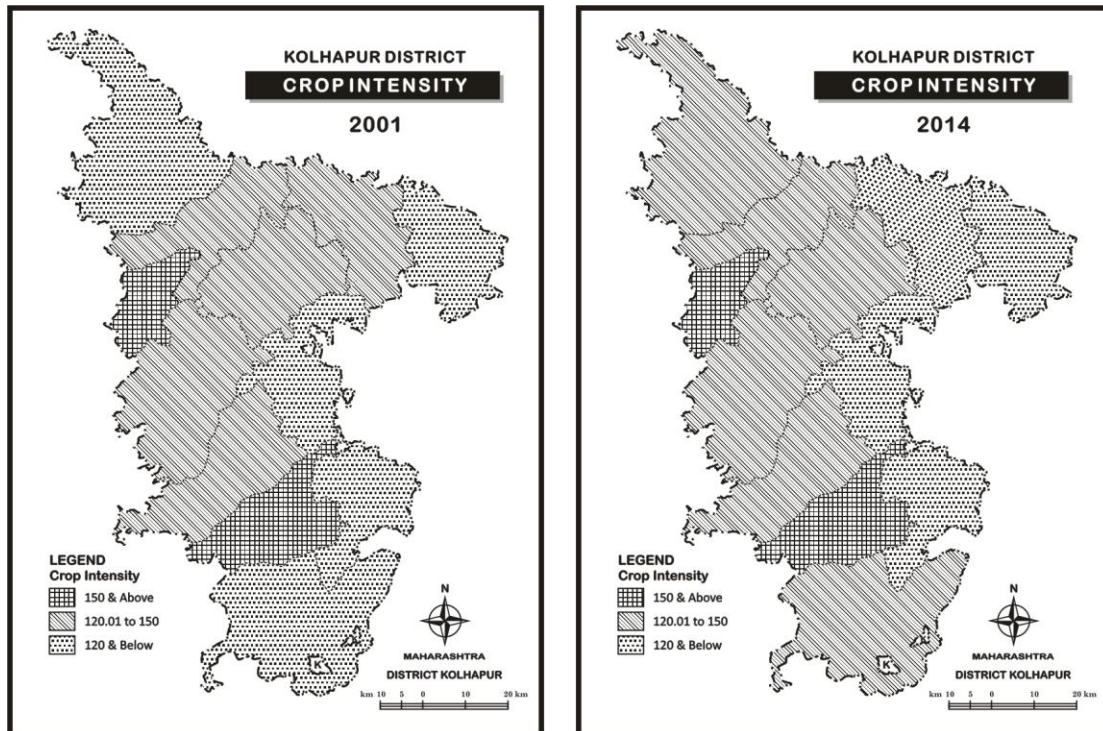 KOLHAPUR DISTRICT
CROP INTENSITY
2001
LEGEND
Crop Intensity
150 & Above
120.01 to 150
120 & Below
K
N
MAHARASHTRA
DISTRICT KOLHAPUR
km 10 5 0 10 20 km
KOLHAPUR DISTRICT
CROP INTENSITY
2014
LEGEND
Crop Intensity
150 & Above
120.01 to 150
120 & Below
K
N
MAHARASHTRA
DISTRICT KOLHAPUR
km 10 5 0 10 20 km